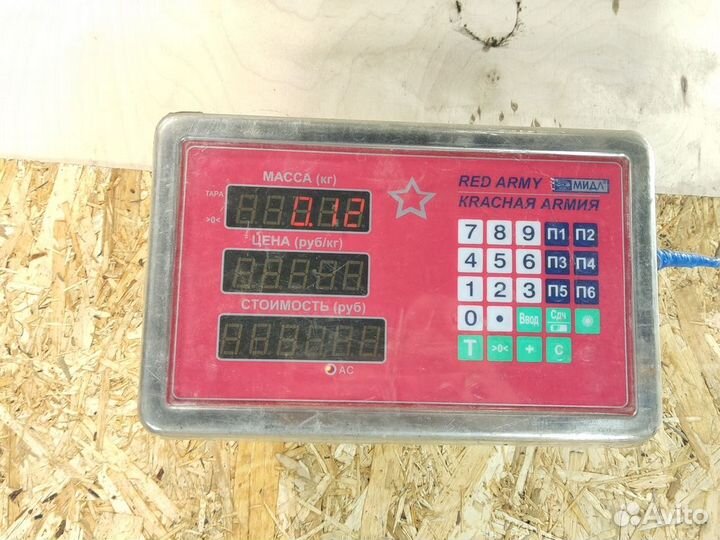 МАССА (кг)
ТАРА
>0<
0.12
ЦЕНА (руб/кг)
СТОИМОСТЬ (руб)
AC
RED ARMY МИДЛ
КРАСНАЯ ARMИЯ
7 8 9 П1 П2
4 5 6 П3 П4
1 2 3 П5 П6
0 • Ввод Сдч
T >0< + C
Avito